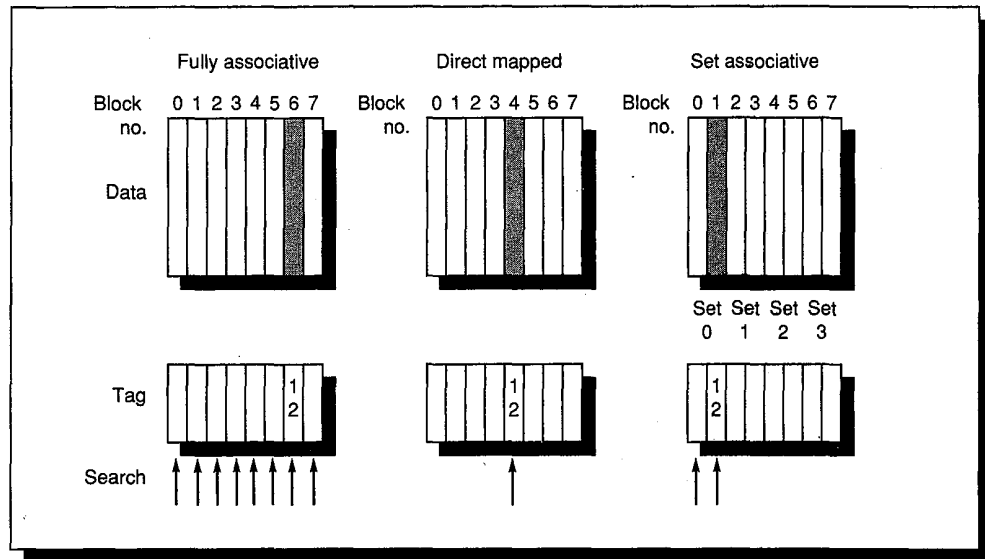 Fully associative Direct mapped Set associative
Block 0 1 2 3 4 5 6 7 Block 0 1 2 3 4 5 6 7 Block 0 1 2 3 4 5 6 7
no. no. no.
Data
Set Set Set Set
0 1 2 3
Tag 1 1 1
2 2 2
Search